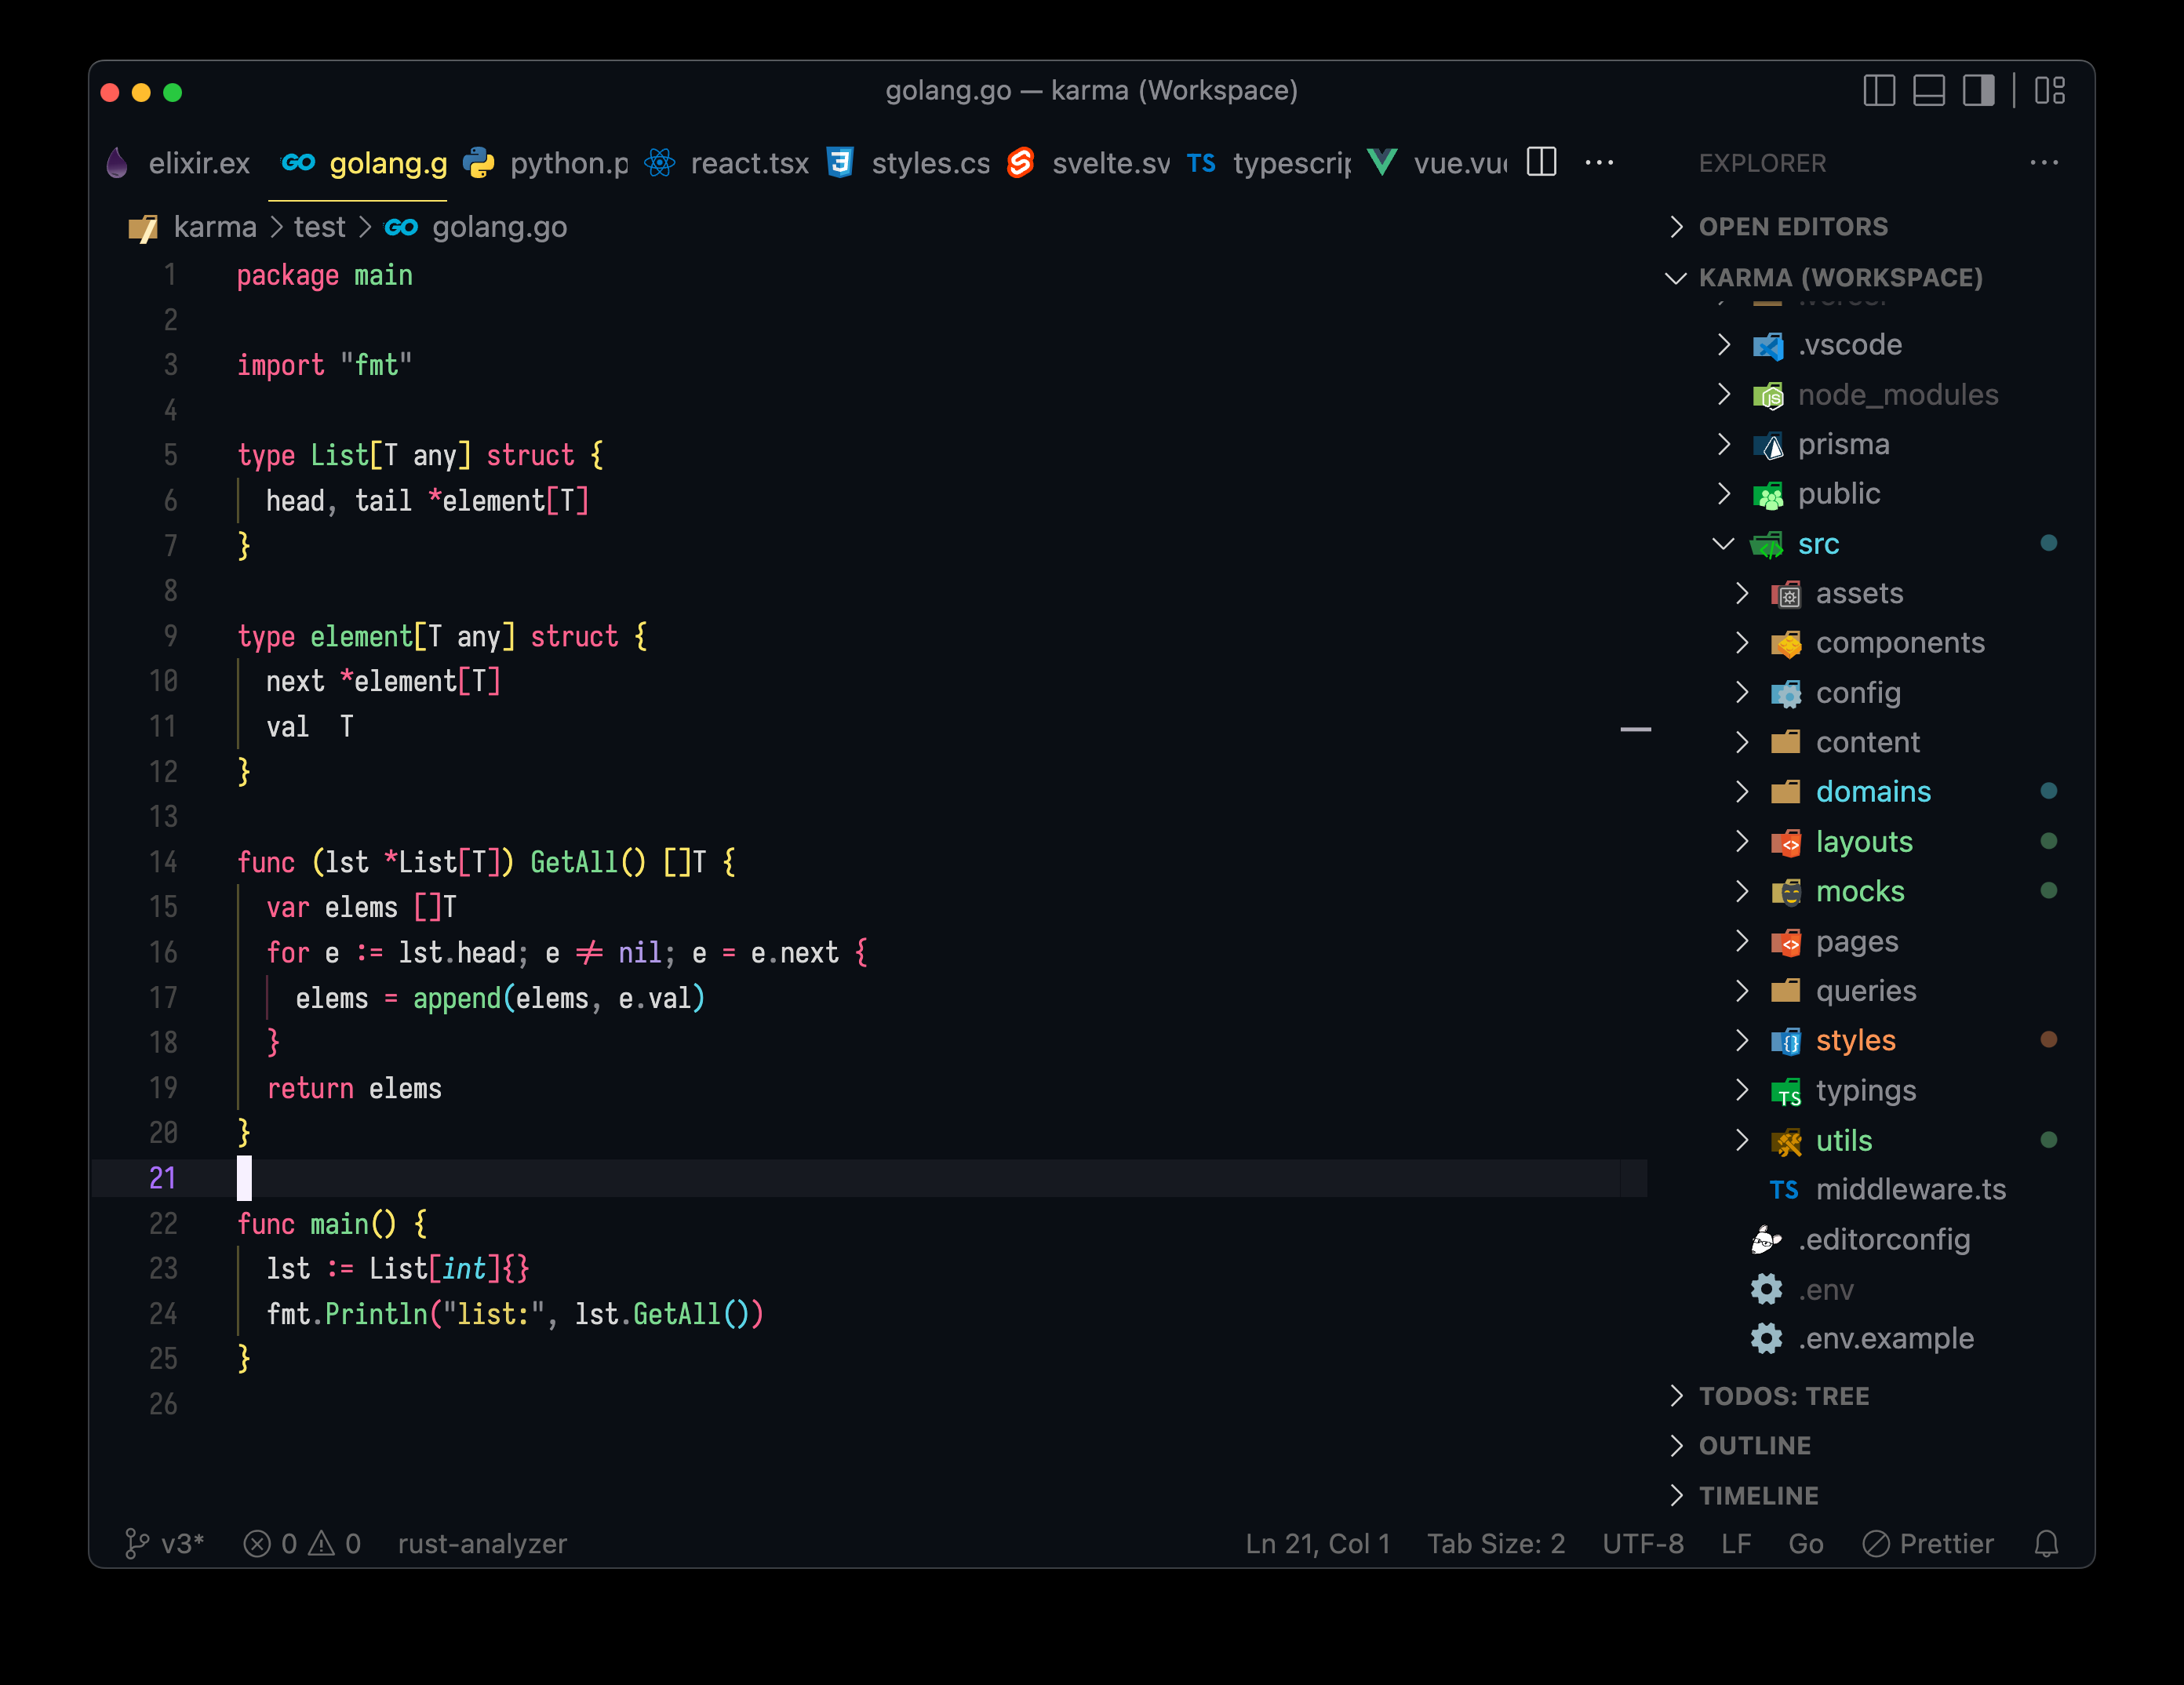 golang.go — karma (Workspace)
elixir.ex golang.g python.p react.tsx styles.cs svelte.sv TS typescrip vue.vue
karma > test > golang.go
1 package main
2
3 import "fmt"
4
5 type List[T any] struct {
6 head, tail *element[T]
7 }
8
9 type element[T any] struct {
10 next *element[T]
11 val  T
12 }
13
14 func (lst *List[T]) GetAll() []T {
15 var elems []T
16 for e := lst.head; e != nil; e = e.next {
17 elems = append(elems, e.val)
18 }
19 return elems
20 }
21
22 func main() {
23 lst := List[int]{}
24 fmt.Println("list:", lst.GetAll())
25 }
26
EXPLORER
OPEN EDITORS
KARMA (WORKSPACE)
.vscode
node_modules
prisma
public
src
assets
components
config
content
domains
layouts
mocks
pages
queries
styles
typings
utils
TS middleware.ts
.editorconfig
.env
.env.example
TODOS: TREE
OUTLINE
TIMELINE
v3* 0 0 rust-analyzer Ln 21, Col 1 Tab Size: 2 UTF-8 LF Go Prettier